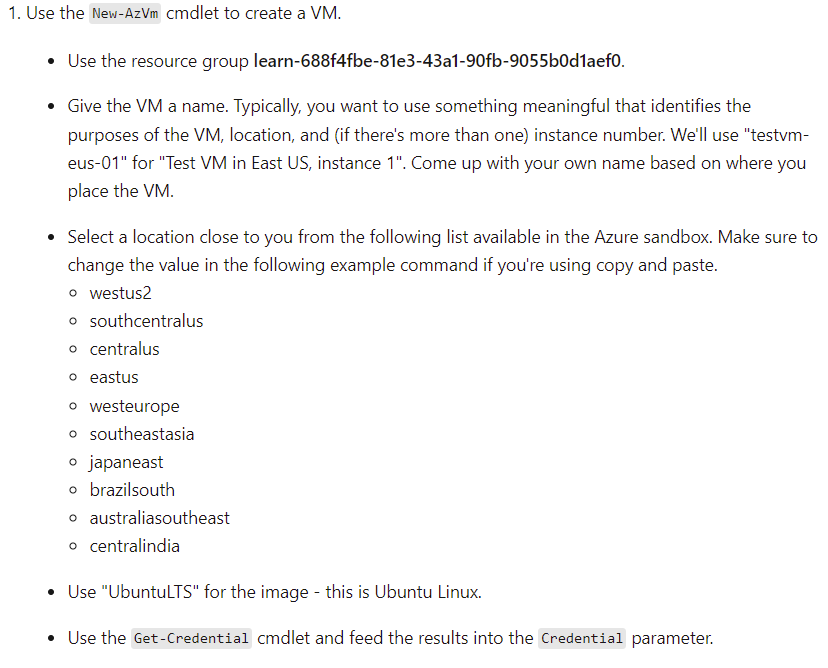 1. Use the New-AzVm cmdlet to create a VM.
• Use the resource group learn-688f4fbe-81e3-43a1-90fb-9055b0d1aef0.
• Give the VM a name. Typically, you want to use something meaningful that identifies the
purposes of the VM, location, and (if there's more than one) instance number. We'll use "testvm-
eus-01" for "Test VM in East US, instance 1". Come up with your own name based on where you
place the VM.
• Select a location close to you from the following list available in the Azure sandbox. Make sure to
change the value in the following example command if you're using copy and paste.
○ westus2
○ southcentralus
○ centralus
○ eastus
○ westeurope
○ southeastasia
○ japaneast
○ brazilsouth
○ australiasoutheast
○ centralindia
• Use "UbuntuLTS" for the image - this is Ubuntu Linux.
• Use the Get-Credential cmdlet and feed the results into the Credential parameter.